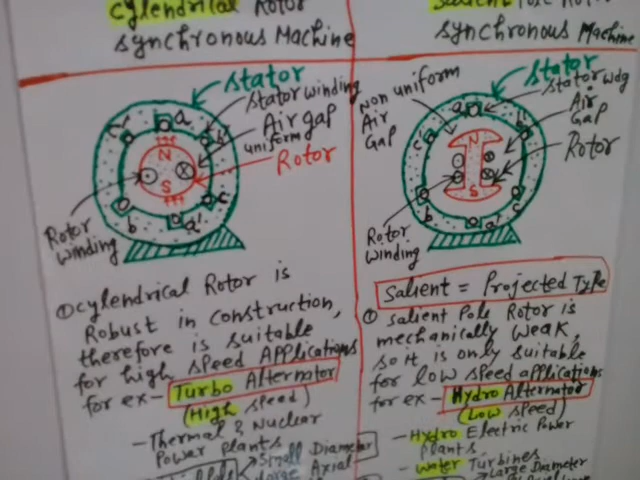 Cylendrical Rotor
synchronous Machine
stator
stator winding
Air gap
uniform
Rotor
a
b'
c
a'
b
c'
N
S
Rotor
winding
① cylendrical Rotor is
Robust in construction,
therefore is suitable
for high speed Applications
for ex- Turbo Alternator
(High speed)
- Thermal & Nuclear
Power plants
Small Diameter
Large Axial
Salient Pole Rotor
synchronous Machine
stator
stator wdg
Non uniform
Air
Gap
Air
Gap
Rotor
a
c'
b
a'
N
S
Rotor
winding
Salient = Projected Type
① salient Pole Rotor is
mechanically weak,
so it is only suitable
for low speed applications
for ex- Hydro Alternator
(Low speed)
- Hydro Electric Power
plants
- Water Turbines
Large Diameter